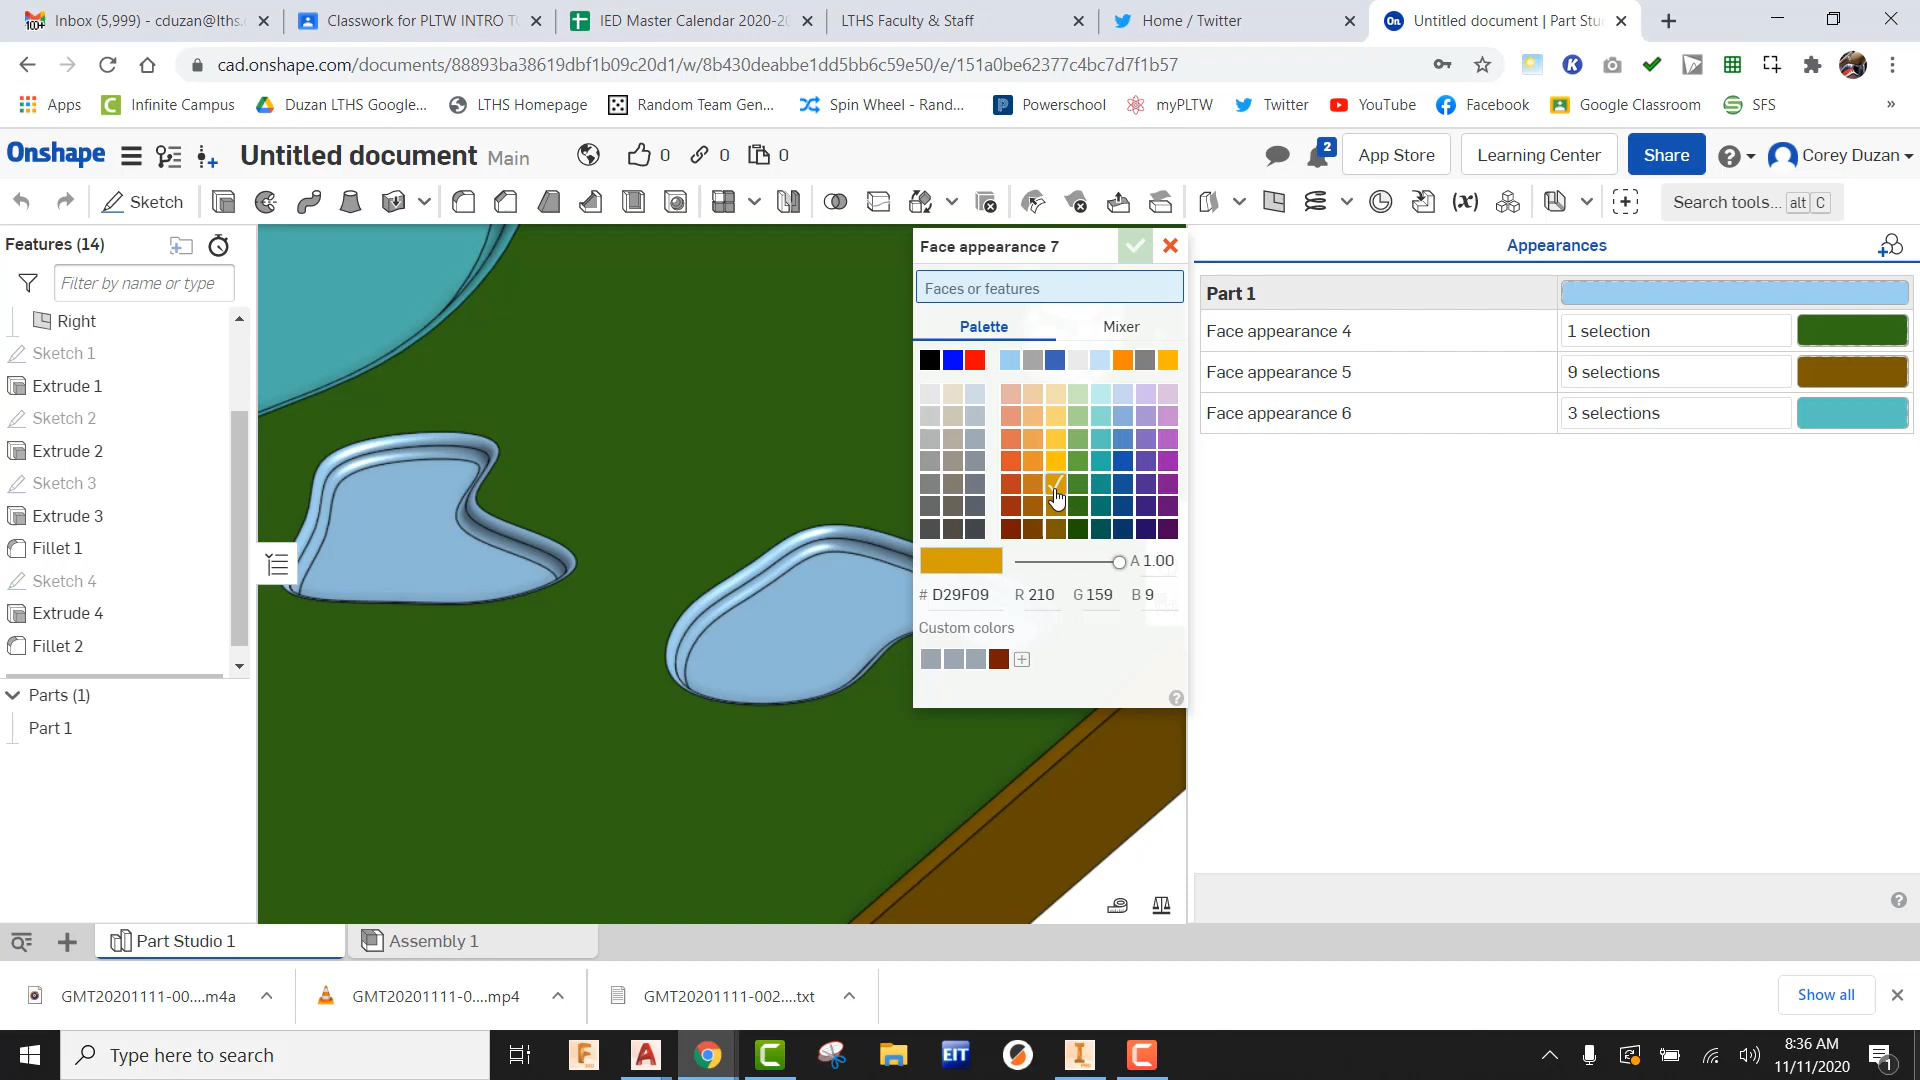 100+ Inbox (5,999) - cduzan@lths.
Classwork for PLTW INTRO T
IED Master Calendar 2020-2
LTHS Faculty & Staff
Home / Twitter
On Untitled document | Part Stu
cad.onshape.com/documents/88893ba38619dbf1b09c20d1/w/8b430deabbe1dd5bb6c59e50/e/151a0be62377c4bc7d7f1b57
Apps
Infinite Campus
Duzan LTHS Google...
LTHS Homepage
Random Team Gen...
Spin Wheel - Rand...
Powerschool
myPLTW
Twitter
YouTube
Facebook
Google Classroom
SFS
»
Onshape
Untitled document Main
0
0
0
2
App Store
Learning Center
Share
Corey Duzan
Sketch
(x)
Search tools... alt C
Features (14)
Filter by name or type
Right
Sketch 1
Extrude 1
Sketch 2
Extrude 2
Sketch 3
Extrude 3
Fillet 1
Sketch 4
Extrude 4
Fillet 2
Parts (1)
Part 1
Face appearance 7
Faces or features
Palette
Mixer
A 1.00
# D29F09 R 210 G 159 B 9
Custom colors
Appearances
Part 1
Face appearance 4 1 selection
Face appearance 5 9 selections
Face appearance 6 3 selections
Part Studio 1
Assembly 1
GMT20201111-00....m4a
GMT20201111-0....mp4
GMT20201111-002....txt
Show all
Type here to search
EIT
8:36 AM
11/11/2020
1